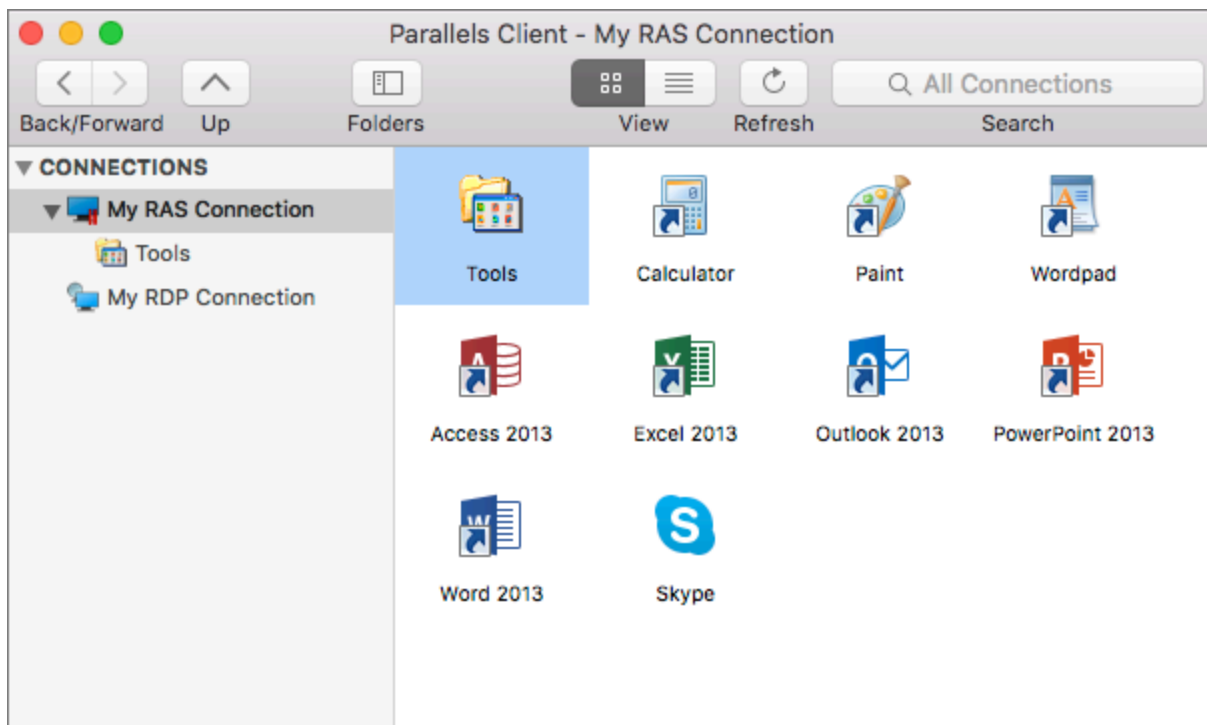 Parallels Client - My RAS Connection
All Connections
Back/Forward Up Folders View Refresh Search
CONNECTIONS
My RAS Connection
Tools
My RDP Connection
Tools Calculator Paint Wordpad
Access 2013 Excel 2013 Outlook 2013 PowerPoint 2013
Word 2013 Skype